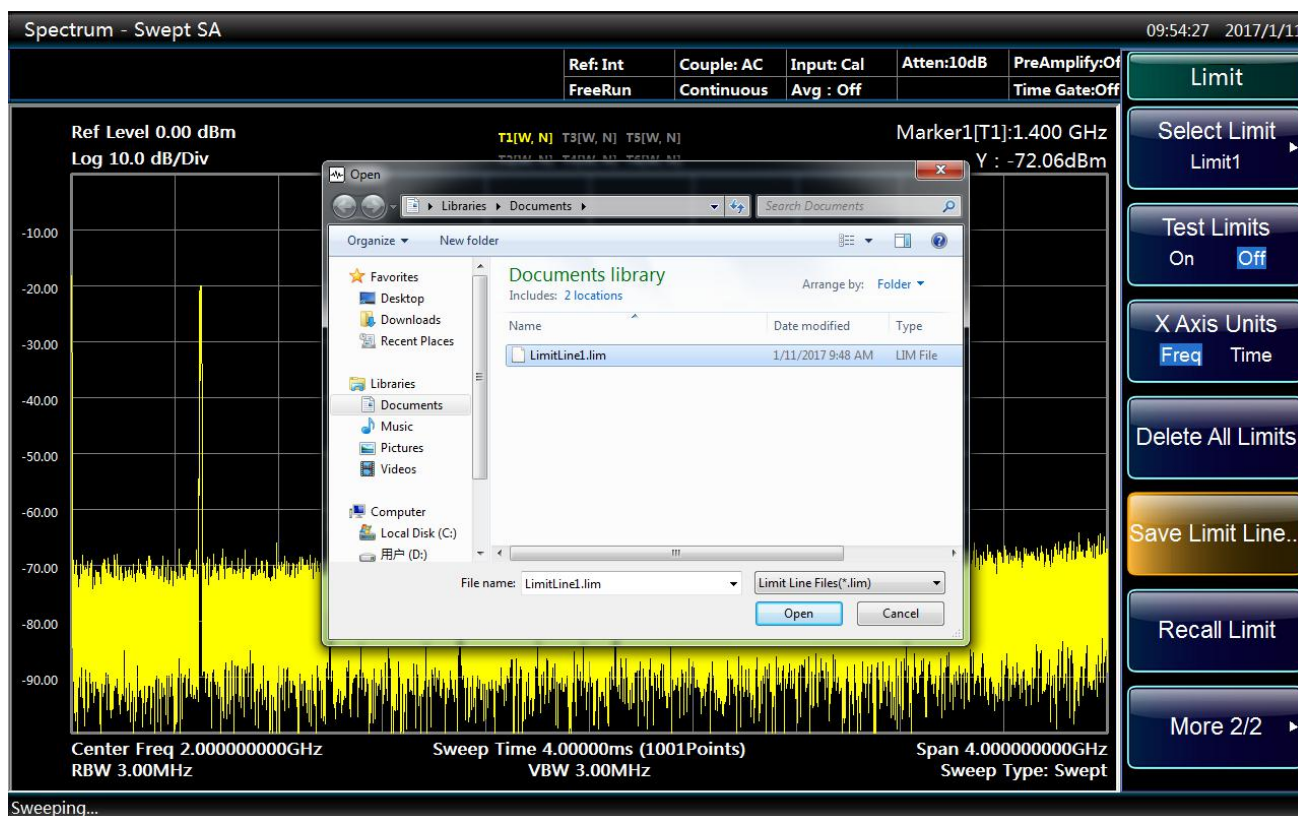 Spectrum - Swept SA
09:54:27 2017/1/11
Ref: Int
Couple: AC
Input: Cal
Atten:10dB
PreAmplify:Of
FreeRun
Continuous
Avg : Off
Time Gate:Off
Ref Level 0.00 dBm
Log 10.0 dB/Div
T1[W, N] T3[W, N] T5[W, N]
Marker1[T1]:1.400 GHz
Y : -72.06dBm
-10.00
-20.00
-30.00
-40.00
-50.00
-60.00
-70.00
-80.00
-90.00
Open
Libraries
Documents
Search Documents
Organize
New folder
Favorites
Desktop
Downloads
Recent Places
Libraries
Documents
Music
Pictures
Videos
Computer
Local Disk (C:)
用户 (D:)
Documents library
Includes: 2 locations
Arrange by: Folder
Name
Date modified
Type
LimitLine1.lim
1/11/2017 9:48 AM
LIM File
File name: LimitLine1.lim
Limit Line Files(*.lim)
Open
Cancel
Center Freq 2.000000000GHz
Sweep Time 4.00000ms (1001Points)
Span 4.000000000GHz
RBW 3.00MHz
VBW 3.00MHz
Sweep Type: Swept
Sweeping...
Limit
Select Limit
Limit1
Test Limits
On Off
X Axis Units
Freq Time
Delete All Limits
Save Limit Line..
Recall Limit
More 2/2